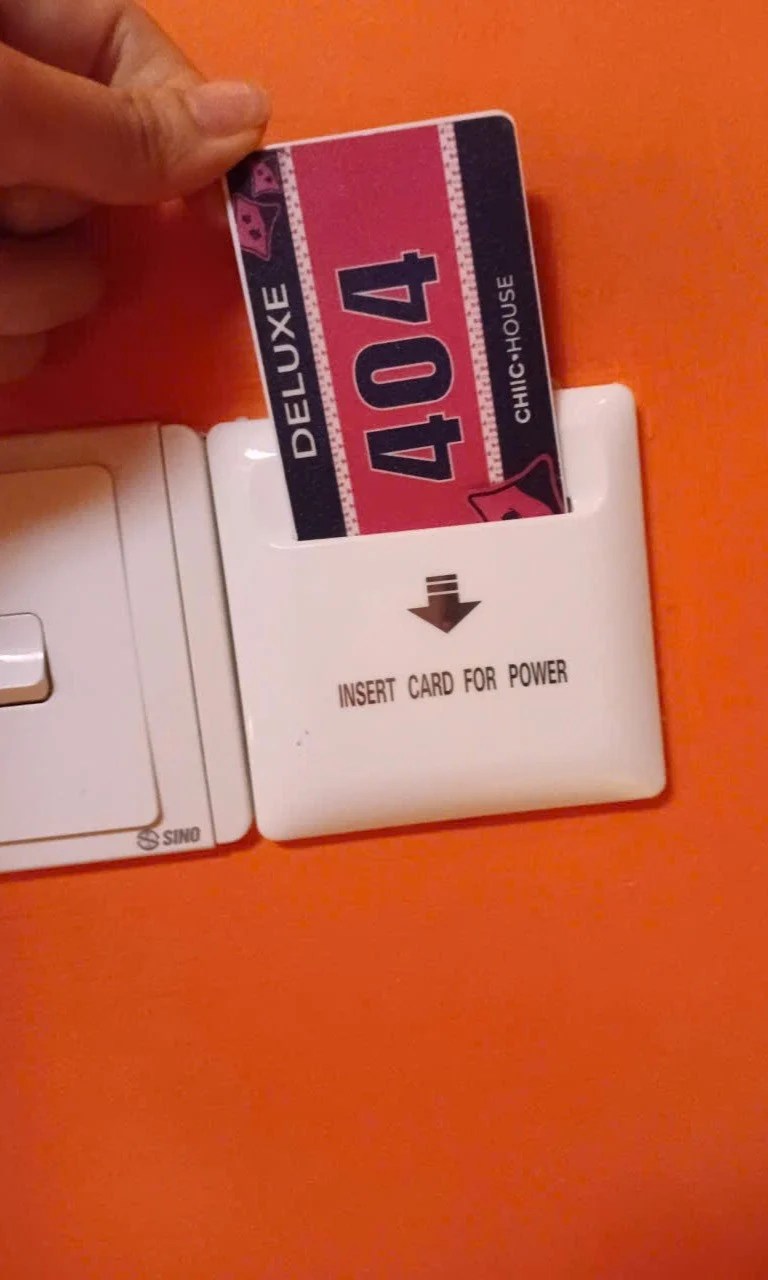 DELUXE
404
CHIIC•HOUSE
INSERT CARD FOR POWER
SINO